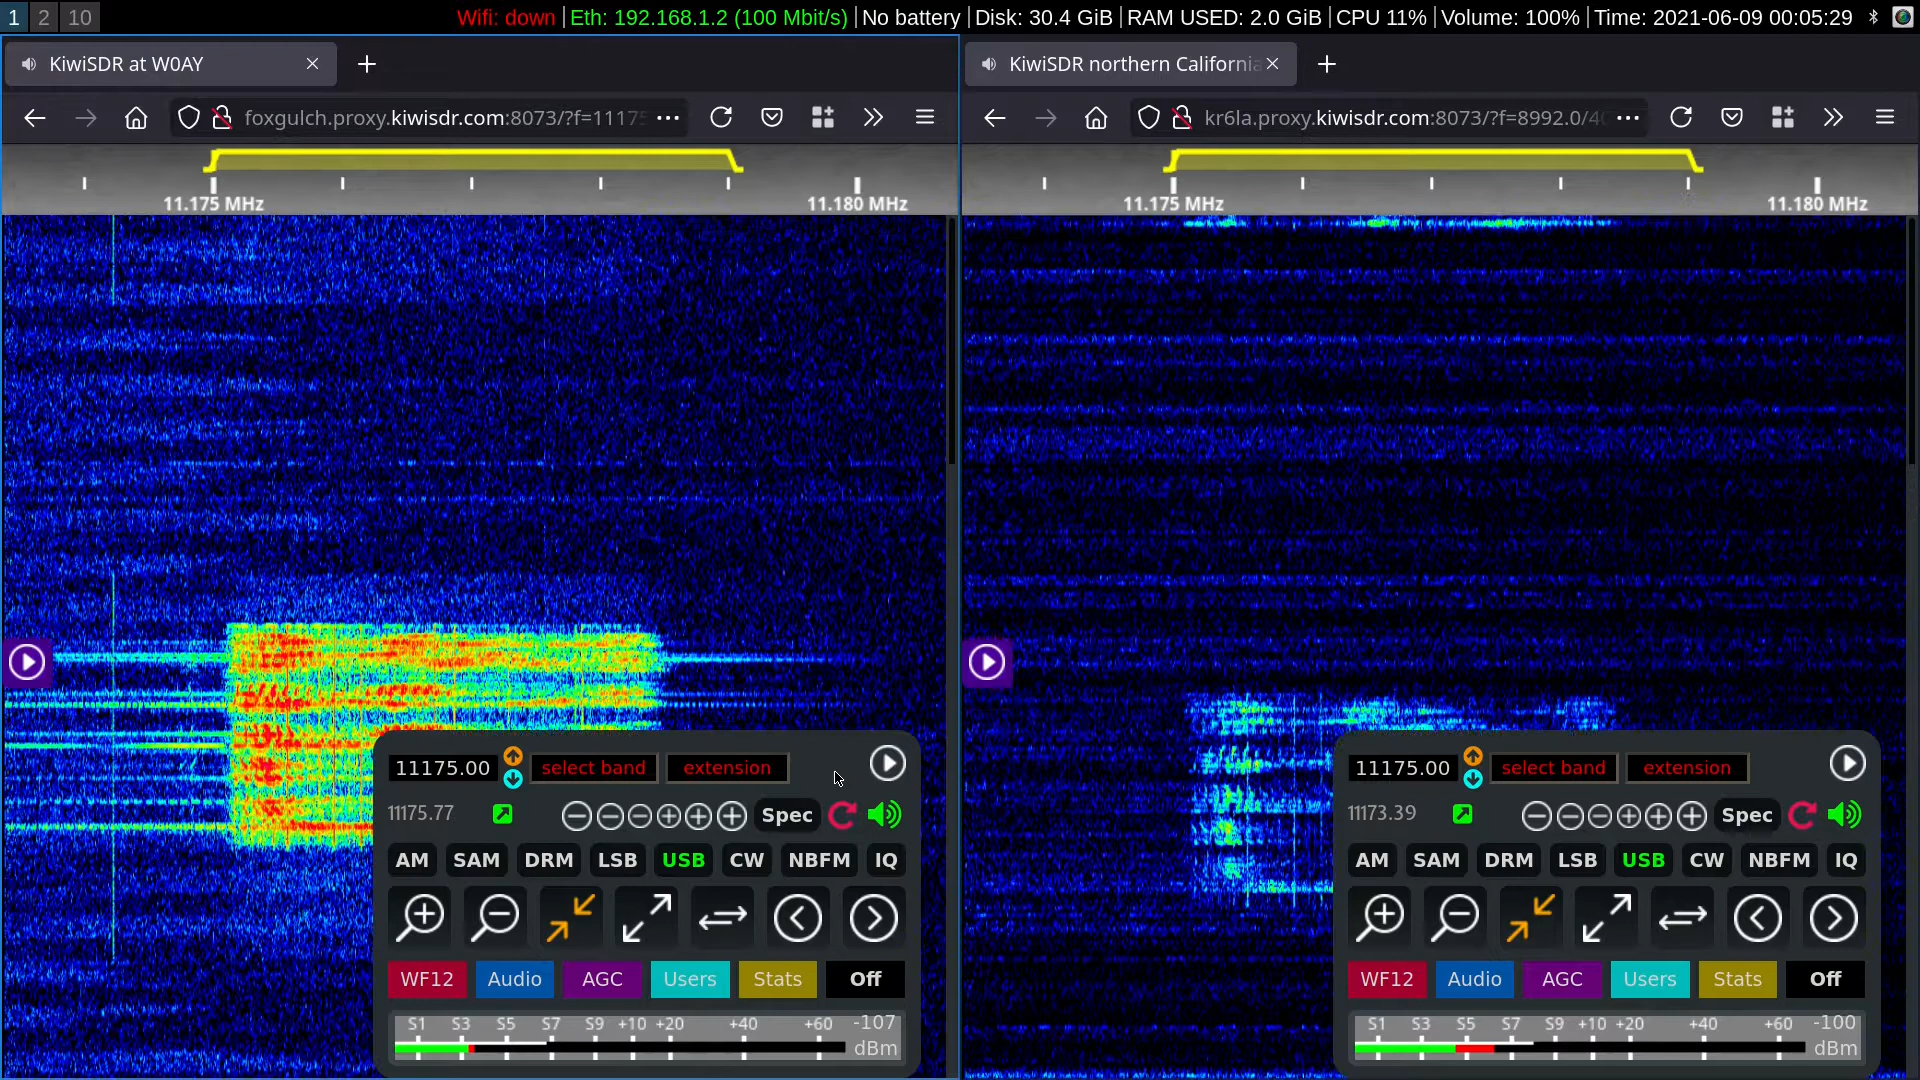 1 2 10 Wifi: down | Eth: 192.168.1.2 (100 Mbit/s) | No battery | Disk: 30.4 GiB | RAM USED: 2.0 GiB | CPU 11% | Volume: 100% | Time: 2021-06-09 00:05:29
KiwiSDR at W0AY
foxgulch.proxy.kiwisdr.com:8073/?f=11175
11.175 MHz 11.180 MHz
11175.00 select band extension
11175.77 Spec
AM SAM DRM LSB USB CW NBFM IQ
WF12 Audio AGC Users Stats Off
S1 S3 S5 S7 S9 +10 +20 +40 +60 -107
dBm
KiwiSDR northern California
kr6la.proxy.kiwisdr.com:8073/?f=8992.0/40
11.175 MHz 11.180 MHz
11175.00 select band extension
11173.39 Spec
AM SAM DRM LSB USB CW NBFM IQ
WF12 Audio AGC Users Stats Off
S1 S3 S5 S7 S9 +10 +20 +40 +60 -100
dBm